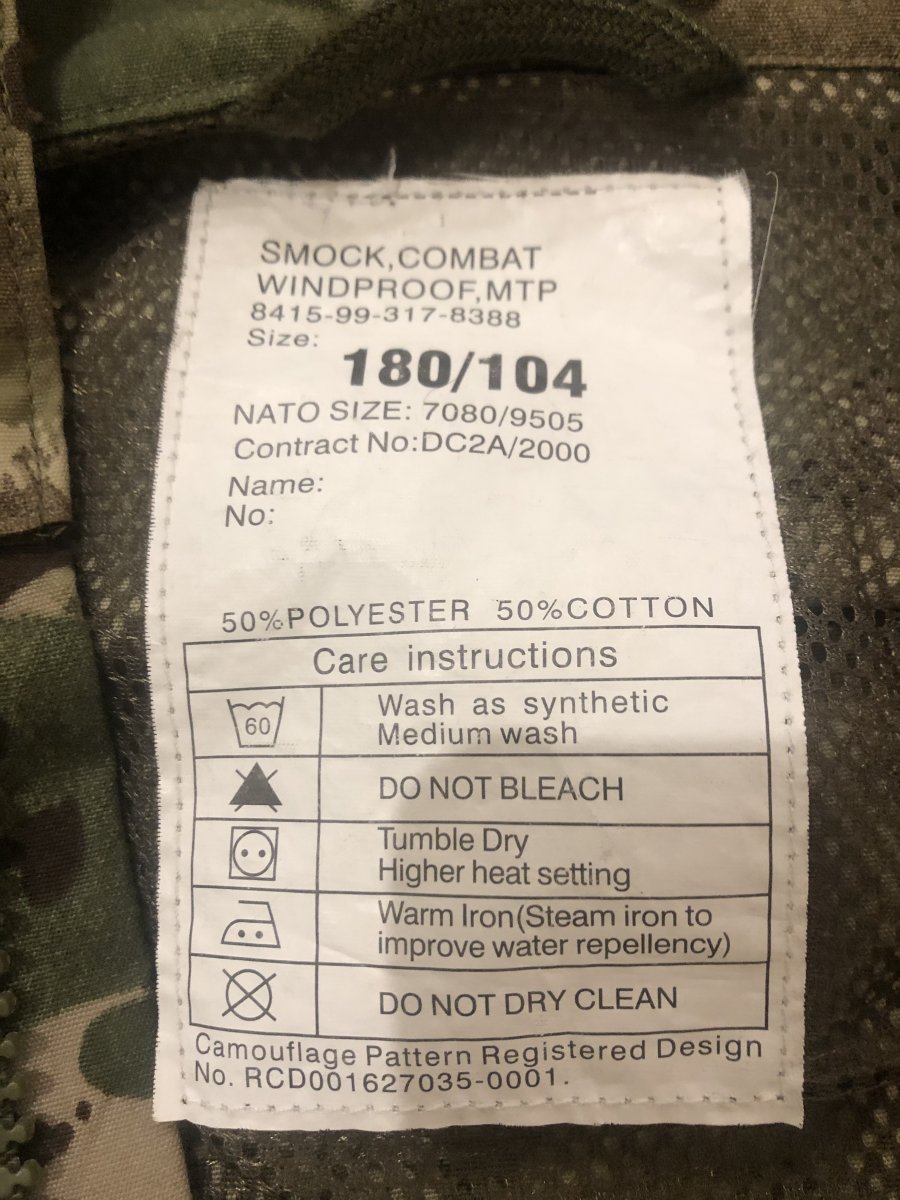 SMOCK,COMBAT
WINDPROOF,MTP
8415-99-317-8388
Size:
180/104
NATO SIZE: 7080/9505
Contract No:DC2A/2000
Name:
No:
50%POLYESTER 50%COTTON
Care instructions
60
Wash as synthetic
Medium wash
DO NOT BLEACH
Tumble Dry
Higher heat setting
Warm Iron(Steam iron to
improve water repellency)
DO NOT DRY CLEAN
Camouflage Pattern Registered Design
No. RCD001627035-0001.